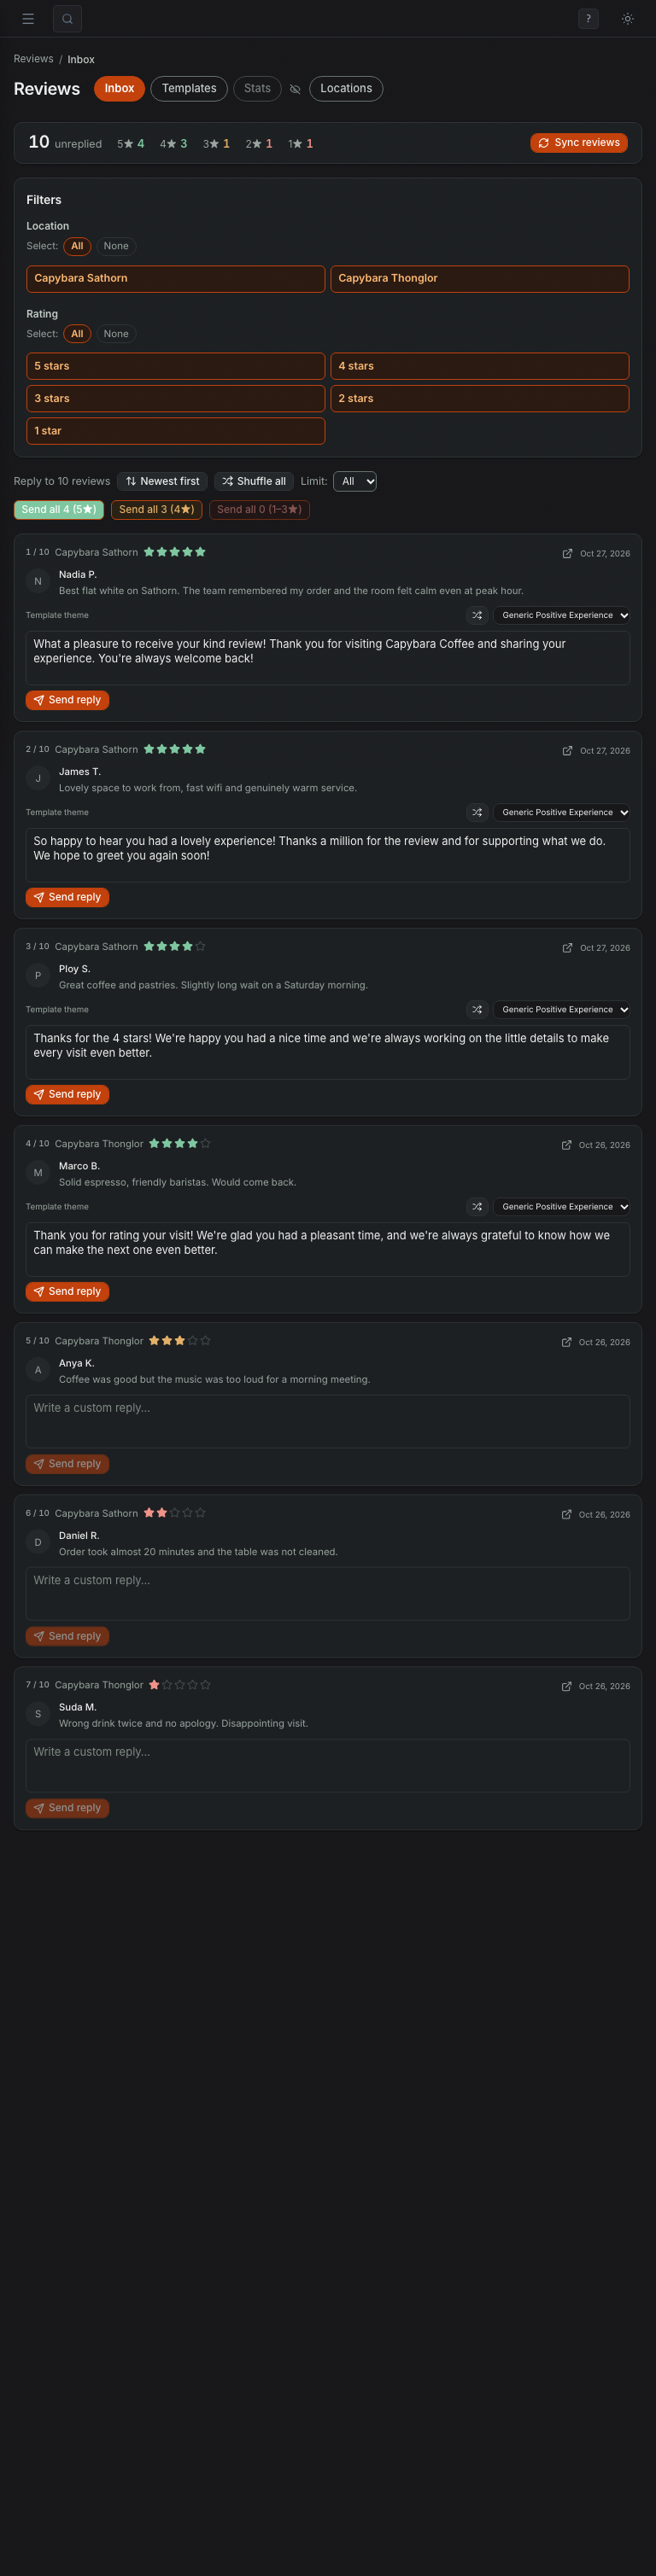 ?
Reviews / Inbox
Reviews Inbox Templates Stats Locations
10 unreplied 5★ 4 4★ 3 3★ 1 2★ 1 1★ 1 Sync reviews
Filters
Location
Select: All None
Capybara Sathorn Capybara Thonglor
Rating
Select: All None
5 stars 4 stars
3 stars 2 stars
1 star
Reply to 10 reviews Newest first Shuffle all Limit: All
Send all 4 (5★) Send all 3 (4★) Send all 0 (1–3★)
1 / 10 Capybara Sathorn Oct 27, 2026
N Nadia P.
Best flat white on Sathorn. The team remembered my order and the room felt calm even at peak hour.
Template theme Generic Positive Experience
What a pleasure to receive your kind review! Thank you for visiting Capybara Coffee and sharing your
experience. You're always welcome back!
Send reply
2 / 10 Capybara Sathorn Oct 27, 2026
J James T.
Lovely space to work from, fast wifi and genuinely warm service.
Template theme Generic Positive Experience
So happy to hear you had a lovely experience! Thanks a million for the review and for supporting what we do.
We hope to greet you again soon!
Send reply
3 / 10 Capybara Sathorn Oct 27, 2026
P Ploy S.
Great coffee and pastries. Slightly long wait on a Saturday morning.
Template theme Generic Positive Experience
Thanks for the 4 stars! We're happy you had a nice time and we're always working on the little details to make
every visit even better.
Send reply
4 / 10 Capybara Thonglor Oct 26, 2026
M Marco B.
Solid espresso, friendly baristas. Would come back.
Template theme Generic Positive Experience
Thank you for rating your visit! We're glad you had a pleasant time, and we're always grateful to know how we
can make the next one even better.
Send reply
5 / 10 Capybara Thonglor Oct 26, 2026
A Anya K.
Coffee was good but the music was too loud for a morning meeting.
Write a custom reply...
Send reply
6 / 10 Capybara Sathorn Oct 26, 2026
D Daniel R.
Order took almost 20 minutes and the table was not cleaned.
Write a custom reply...
Send reply
7 / 10 Capybara Thonglor Oct 26, 2026
S Suda M.
Wrong drink twice and no apology. Disappointing visit.
Write a custom reply...
Send reply